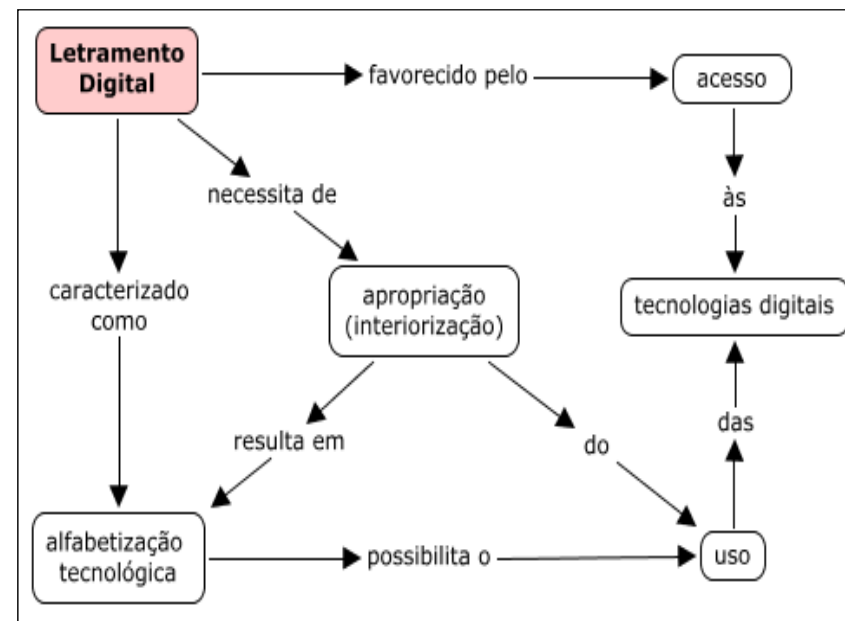 Letramento
Digital
favorecido pelo
acesso
necessita de
às
caracterizado
como
apropriação
(interiorização)
tecnologias digitais
resulta em
do
das
alfabetização
tecnológica
possibilita o
uso